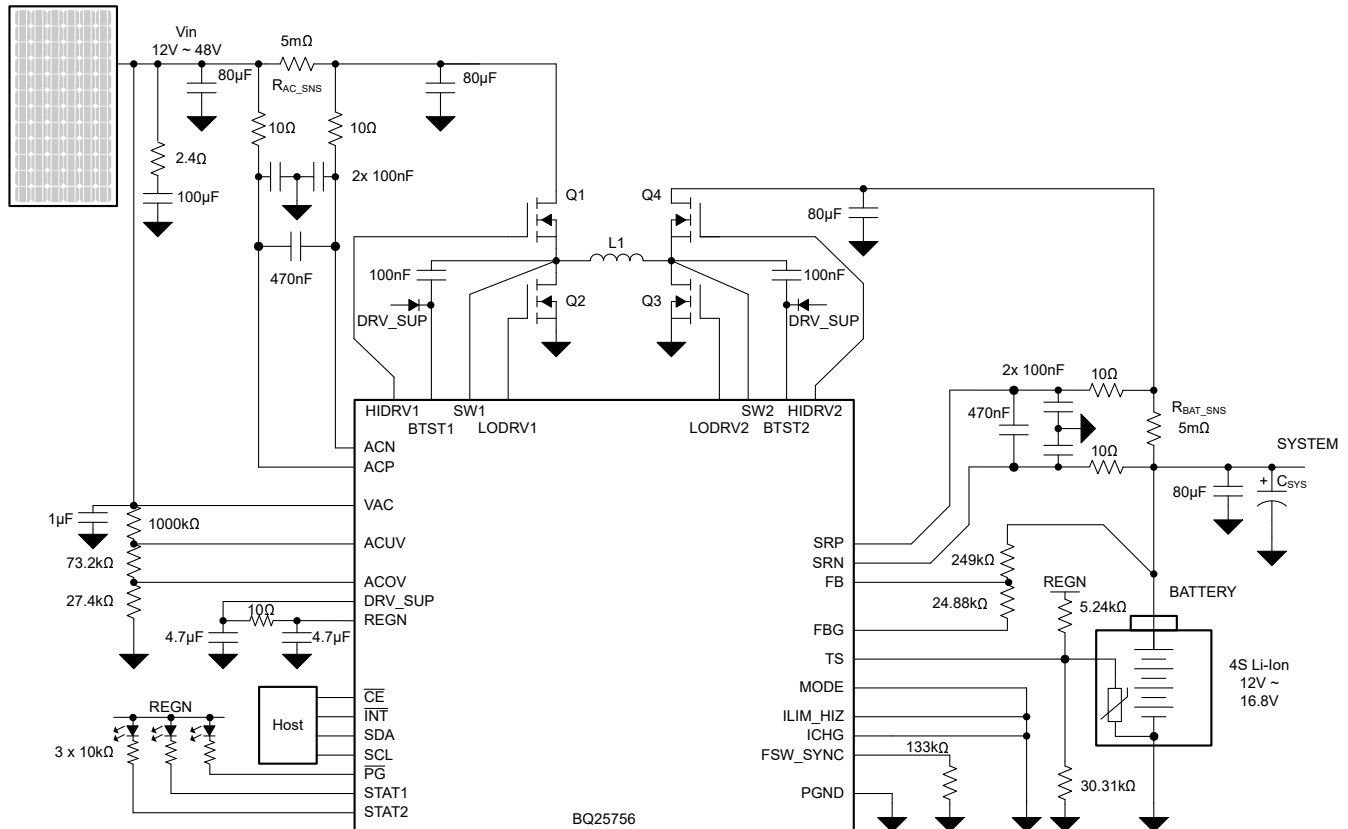 Vin
12V ~ 48V
5mΩ
R_AC_SNS
80µF
80µF
10Ω
10Ω
2.4Ω
100µF
2x 100nF
470nF
Q1
Q4
80µF
L1
100nF
100nF
Q2
Q3
DRV_SUP
DRV_SUP
2x 100nF
10Ω
470nF
R_BAT_SNS
5mΩ
10Ω
SYSTEM
80µF
+
C_SYS
HIDRV1
BTST1
SW1
LODRV1
LODRV2
SW2
BTST2
HIDRV2
ACN
ACP
VAC
1µF
1000kΩ
ACUV
73.2kΩ
ACOV
27.4kΩ
DRV_SUP
10Ω
REGN
4.7µF
4.7µF
SRP
SRN
249kΩ
FB
24.88kΩ
FBG
REGN
5.24kΩ
BATTERY
TS
4S Li-Ion
12V ~
16.8V
MODE
ILIM_HIZ
ICHG
133kΩ
FSW_SYNC
30.31kΩ
PGND
CE
INT
Host
SDA
SCL
REGN
3 x 10kΩ
PG
STAT1
STAT2
BQ25756